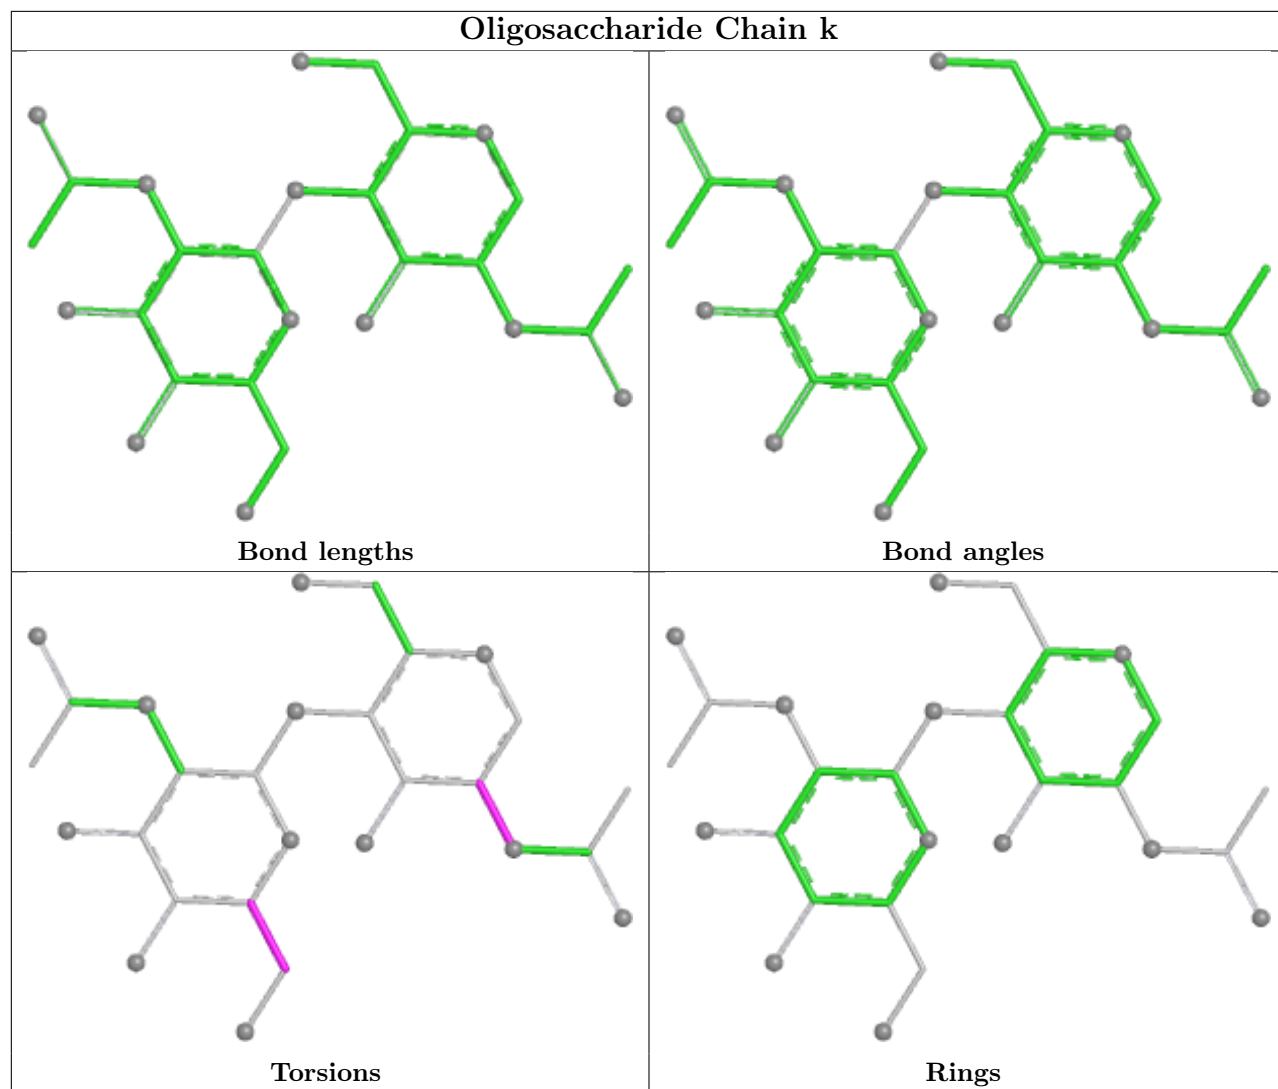 Oligosaccharide Chain k
Bond lengths
Bond angles
Torsions
Rings